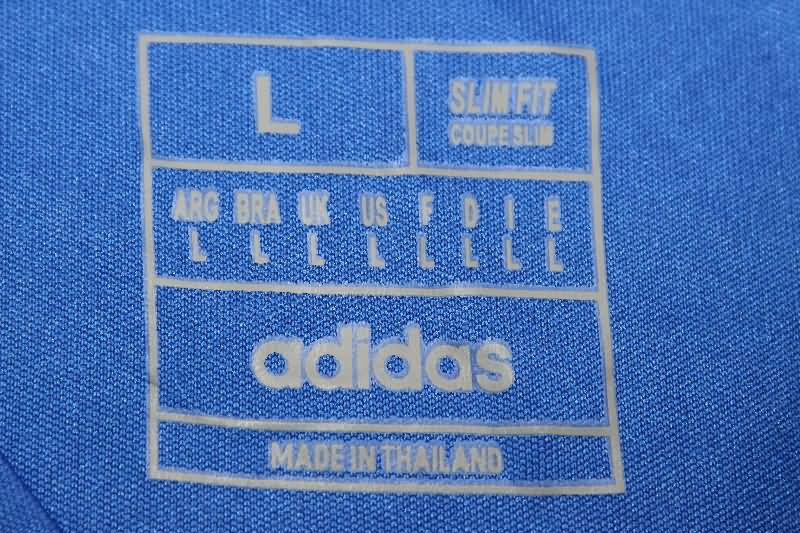 L
SLIM FIT
COUPE SLIM
ARG BRA UK US F D I E
L L L L L L L L
adidas
MADE IN THAILAND